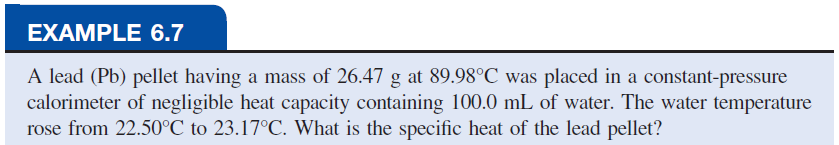 EXAMPLE 6.7
A lead (Pb) pellet having a mass of 26.47 g at 89.98°C was placed in a constant-pressure
calorimeter of negligible heat capacity containing 100.0 mL of water. The water temperature
rose from 22.50°C to 23.17°C. What is the specific heat of the lead pellet?